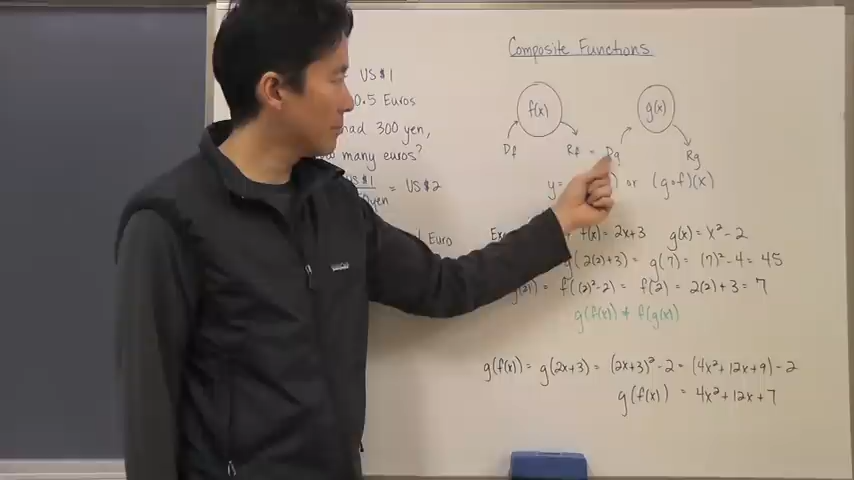 Composite Functions
US$1
0.5 Euros
had 300 yen,
how many euros?
US$1 = US$2
yen
Euro
f(x) g(x)
Df Rf = Dg Rg
y= ) or (g∘f)(x)
f(x) = 2x+3 g(x) = x² - 2
g(2(2)+3) = g(7) = (7)² - 4 = 45
= f((2)²-2) = f(2) = 2(2)+3 = 7
g(f(x)) ≠ f(g(x))
g(f(x)) = g(2x+3) = (2x+3)² - 2 = (4x² + 12x + 9) - 2
g(f(x)) = 4x² + 12x + 7